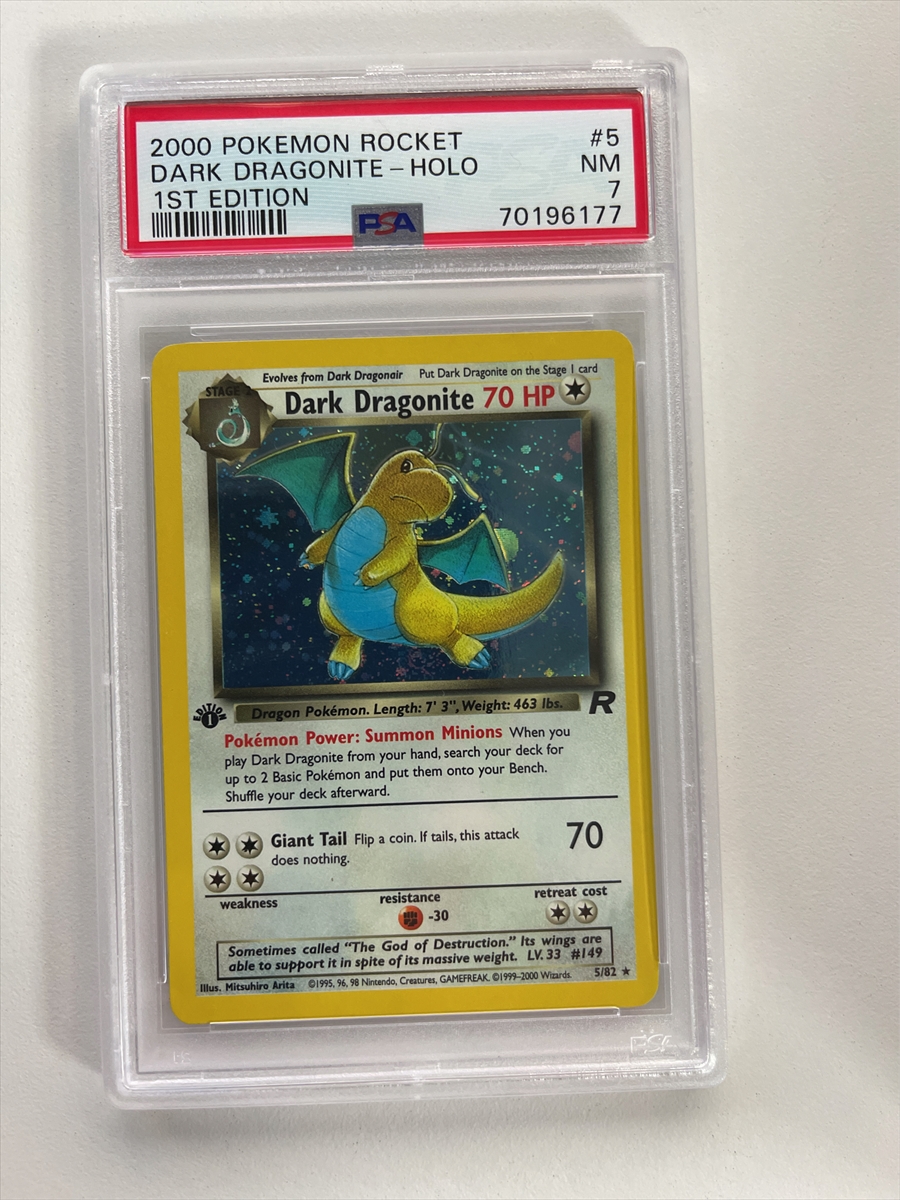 2000 POKEMON ROCKET #5
DARK DRAGONITE – HOLO NM
1ST EDITION 7
PSA 70196177
Evolves from Dark Dragonair Put Dark Dragonite on the Stage 1 card
STAGE 2
Dark Dragonite 70 HP
EDITION 1
Dragon Pokémon. Length: 7' 3", Weight: 463 lbs. R
Pokémon Power: Summon Minions When you
play Dark Dragonite from your hand, search your deck for
up to 2 Basic Pokémon and put them onto your Bench.
Shuffle your deck afterward.
Giant Tail Flip a coin. If tails, this attack 70
does nothing.
weakness resistance retreat cost
-30
Sometimes called "The God of Destruction." Its wings are
able to support it in spite of its massive weight. LV. 33 #149
Illus. Mitsuhiro Arita ©1995, 96, 98 Nintendo, Creatures, GAMEFREAK. ©1999-2000 Wizards. 5/82 ★
PSA